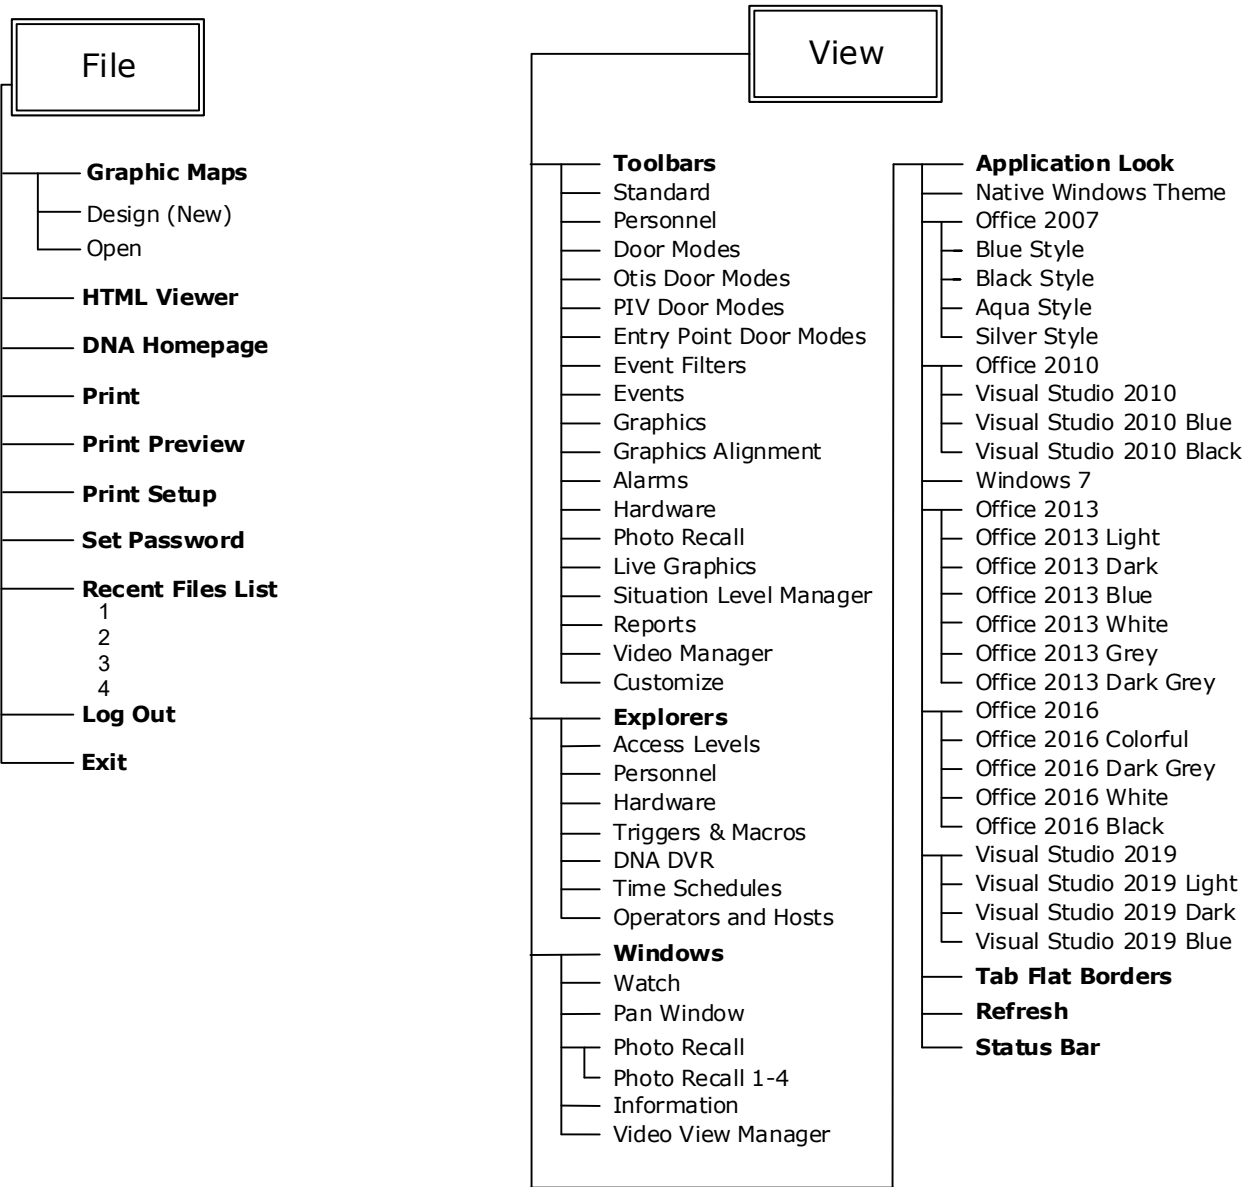 File
Graphic Maps
Design (New)
Open
HTML Viewer
DNA Homepage
Print
Print Preview
Print Setup
Set Password
Recent Files List
1
2
3
4
Log Out
Exit
View
Toolbars
Standard
Personnel
Door Modes
Otis Door Modes
PIV Door Modes
Entry Point Door Modes
Event Filters
Events
Graphics
Graphics Alignment
Alarms
Hardware
Photo Recall
Live Graphics
Situation Level Manager
Reports
Video Manager
Customize
Explorers
Access Levels
Personnel
Hardware
Triggers & Macros
DNA DVR
Time Schedules
Operators and Hosts
Windows
Watch
Pan Window
Photo Recall
Photo Recall 1-4
Information
Video View Manager
Application Look
Native Windows Theme
Office 2007
Blue Style
Black Style
Aqua Style
Silver Style
Office 2010
Visual Studio 2010
Visual Studio 2010 Blue
Visual Studio 2010 Black
Windows 7
Office 2013
Office 2013 Light
Office 2013 Dark
Office 2013 Blue
Office 2013 White
Office 2013 Grey
Office 2013 Dark Grey
Office 2016
Office 2016 Colorful
Office 2016 Dark Grey
Office 2016 White
Office 2016 Black
Visual Studio 2019
Visual Studio 2019 Light
Visual Studio 2019 Dark
Visual Studio 2019 Blue
Tab Flat Borders
Refresh
Status Bar